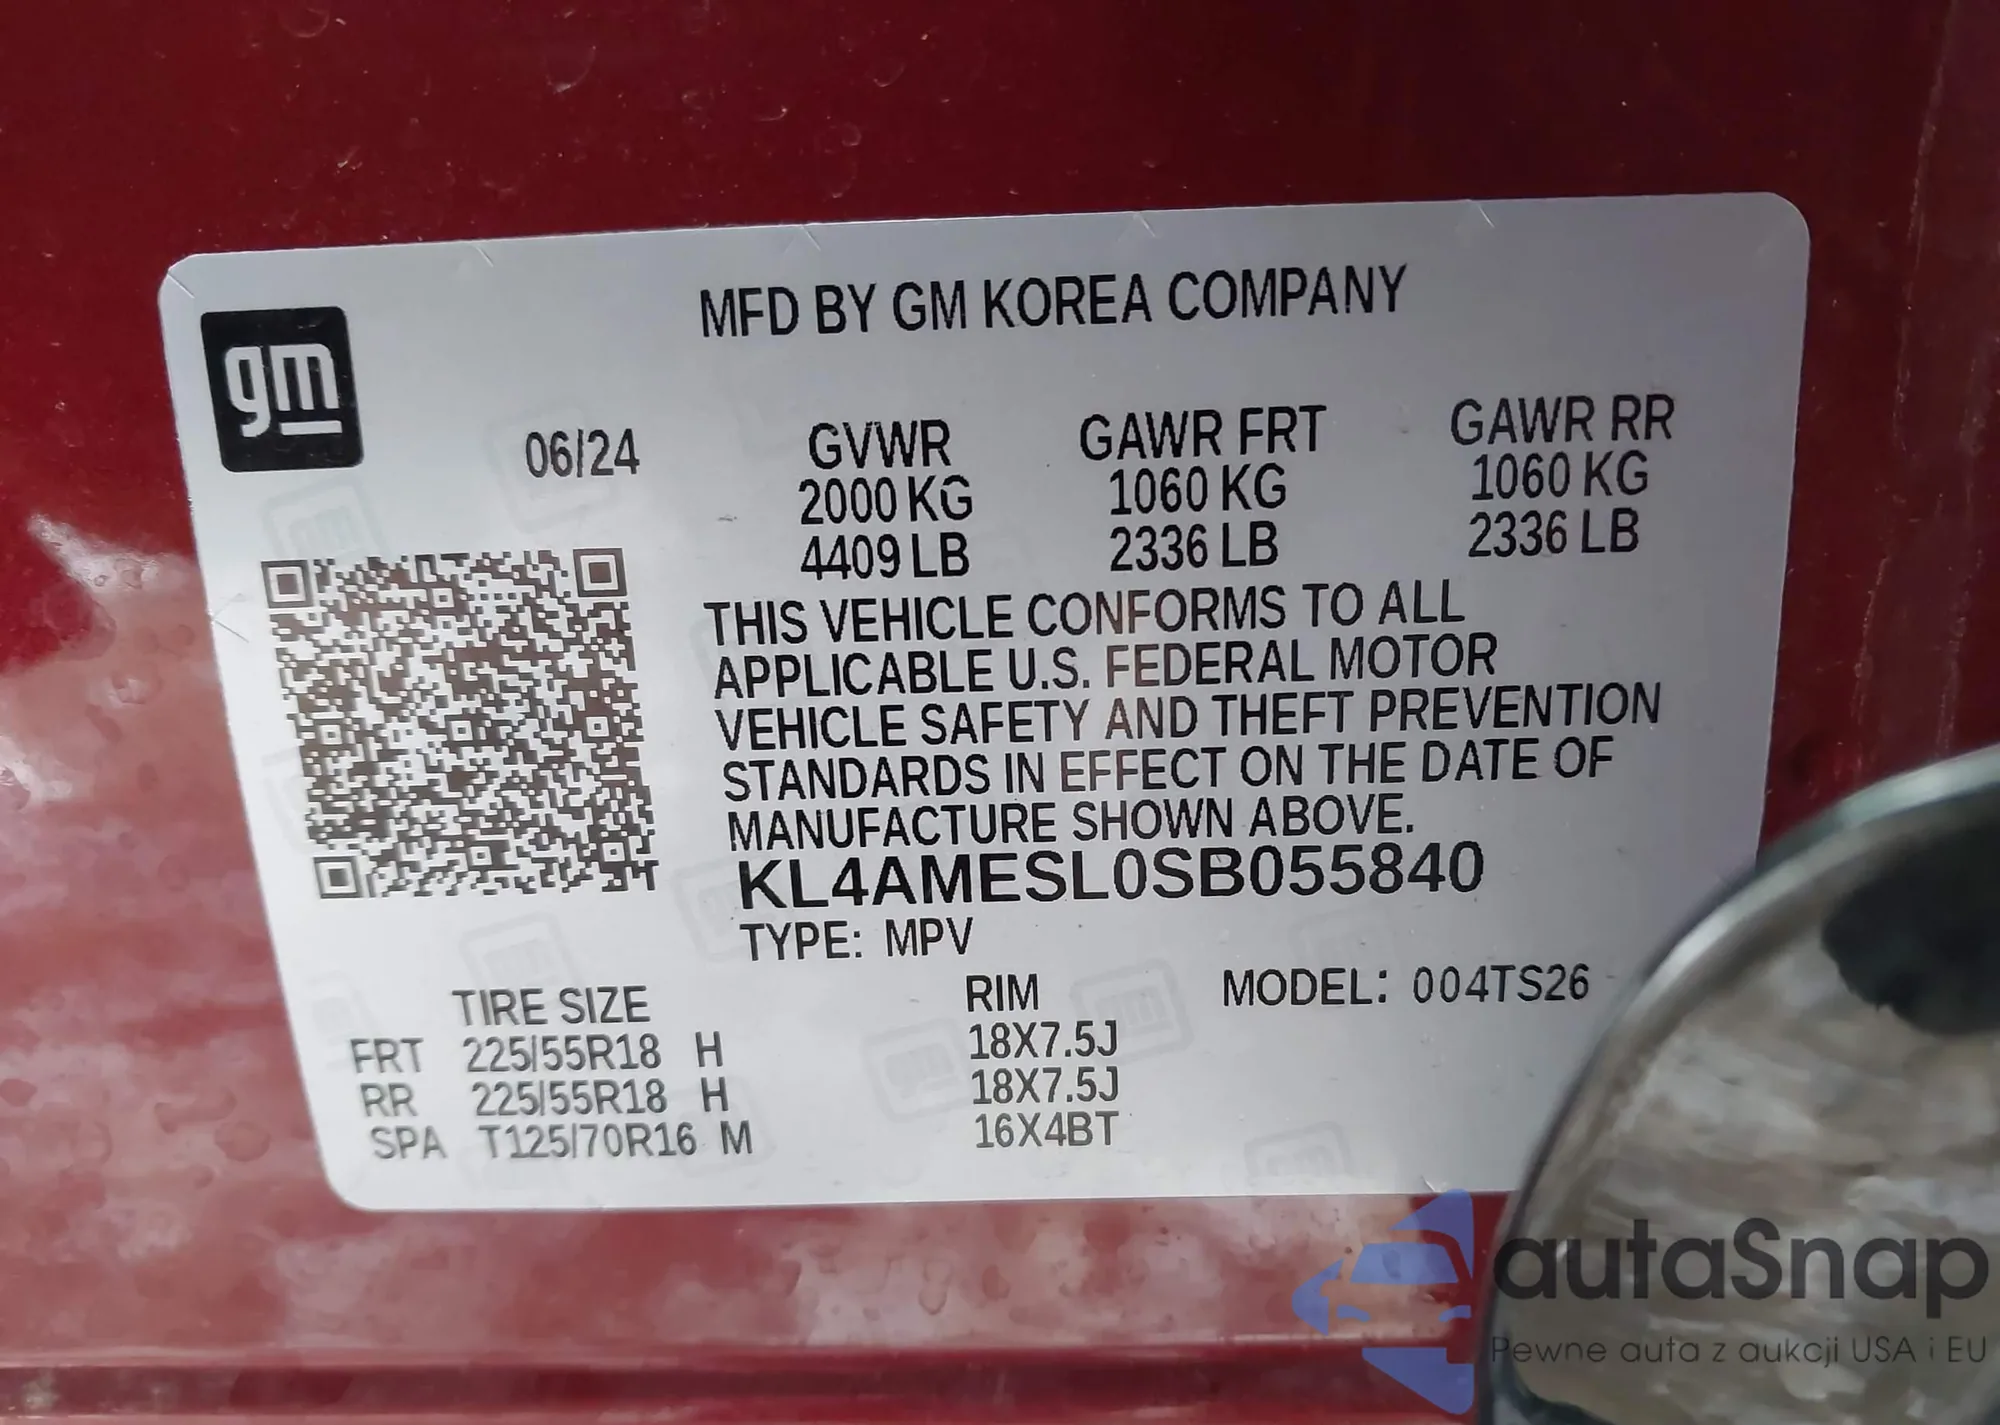 MFD BY GM KOREA COMPANY
gm
06/24
GVWR GAWR FRT GAWR RR
2000 KG 1060 KG 1060 KG
4409 LB 2336 LB 2336 LB
THIS VEHICLE CONFORMS TO ALL
APPLICABLE U.S. FEDERAL MOTOR
VEHICLE SAFETY AND THEFT PREVENTION
STANDARDS IN EFFECT ON THE DATE OF
MANUFACTURE SHOWN ABOVE.
KL4AMESL0SB055840
TYPE: MPV
TIRE SIZE RIM MODEL: 004TS26
FRT 225/55R18 H 18X7.5J
RR 225/55R18 H 18X7.5J
SPA T125/70R16 M 16X4BT
autaSnap
Pewne auta z aukcji USA i EU